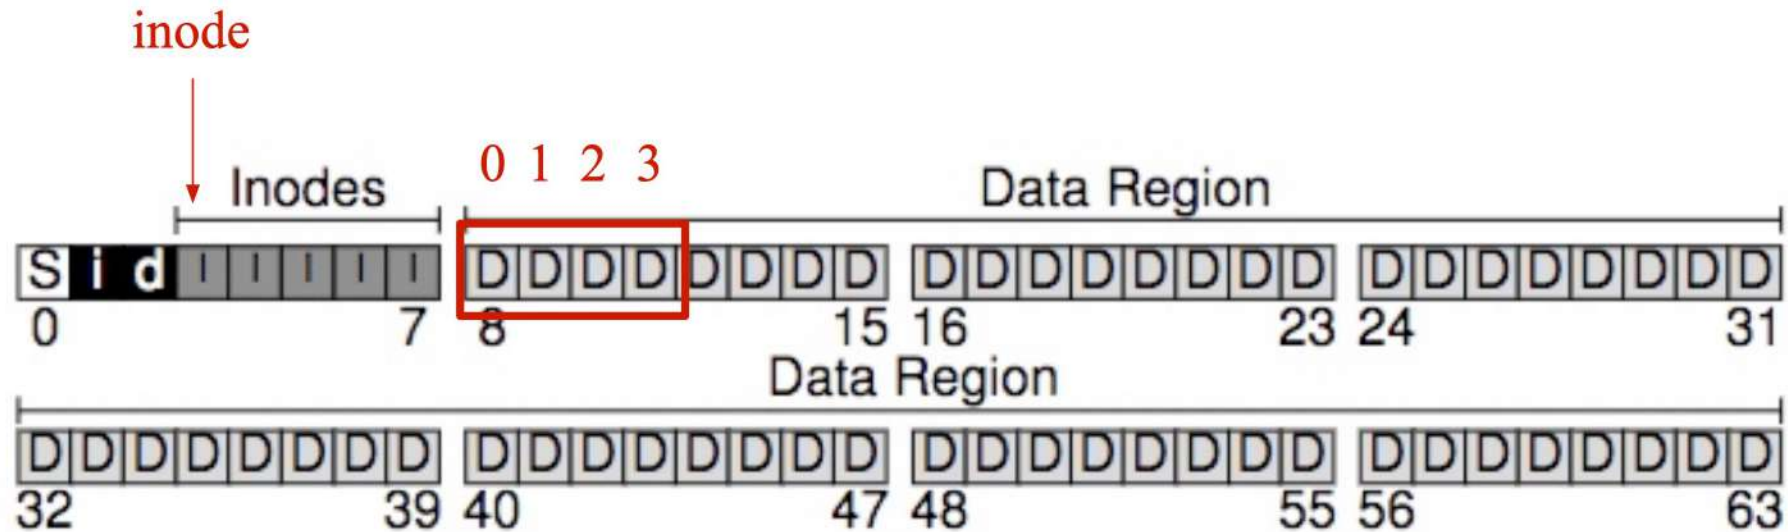 inode
0 1 2 3
Inodes Data Region
S i d I I I I I D D D D D D D D D D D D D D D D D D D D D D D D
0 7 8 15 16 23 24 31
Data Region
D D D D D D D D D D D D D D D D D D D D D D D D D D D D D D D D
32 39 40 47 48 55 56 63